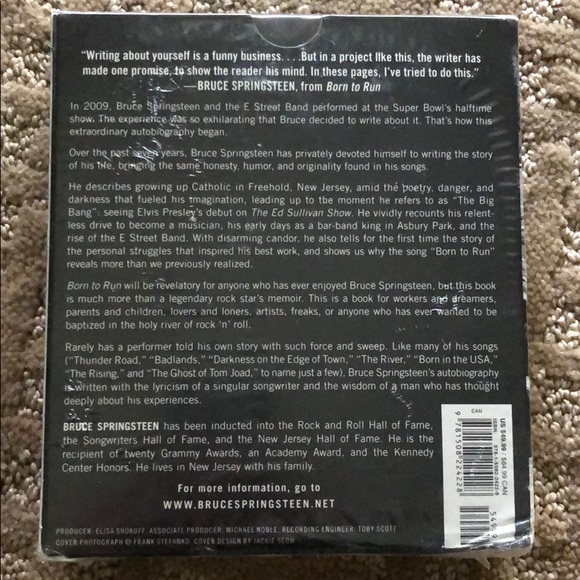 “Writing about yourself is a funny business. . . .But in a project like this, the writer has
made one promise, to show the reader his mind. In these pages, I’ve tried to do this.”
—BRUCE SPRINGSTEEN, from Born to Run
In 2009, Bruce Springsteen and the E Street Band performed at the Super Bowl’s halftime
show. The experience was so exhilarating that Bruce decided to write about it. That’s how this
extraordinary autobiography began.
Over the past seven years, Bruce Springsteen has privately devoted himself to writing the story
of his life, bringing the same honesty, humor, and originality found in his songs.
He describes growing up Catholic in Freehold, New Jersey, amid the poetry, danger, and
darkness that fueled his imagination, leading up to the moment he refers to as “The Big
Bang”: seeing Elvis Presley’s debut on The Ed Sullivan Show. He vividly recounts his relent-
less drive to become a musician, his early days as a bar-band king in Asbury Park, and the
rise of the E Street Band. With disarming candor, he also tells for the first time the story of
the personal struggles that inspired his best work, and shows us why the song “Born to Run”
reveals more than we previously realized.
Born to Run will be revelatory for anyone who has ever enjoyed Bruce Springsteen, but this book
is much more than a legendary rock star’s memoir. This is a book for workers and dreamers,
parents and children, lovers and loners, artists, freaks, or anyone who has ever wanted to be
baptized in the holy river of rock ’n’ roll.
Rarely has a performer told his own story with such force and sweep. Like many of his songs
(“Thunder Road,” “Badlands,” “Darkness on the Edge of Town,” “The River,” “Born in the USA,”
“The Rising,” and “The Ghost of Tom Joad,” to name just a few), Bruce Springsteen’s autobiography
is written with the lyricism of a singular songwriter and the wisdom of a man who has thought
deeply about his experiences.
BRUCE SPRINGSTEEN has been inducted into the Rock and Roll Hall of Fame,
the Songwriters Hall of Fame, and the New Jersey Hall of Fame. He is the
recipient of twenty Grammy Awards, an Academy Award, and the Kennedy
Center Honors. He lives in New Jersey with his family.
For more information, go to
WWW.BRUCESPRINGSTEEN.NET
PRODUCER: ELISA SHOKOFF. ASSOCIATE PRODUCER: MICHAEL NOBLE. RECORDING ENGINEER: TOBY SCOTT
COVER PHOTOGRAPH © FRANK STEFANKO. COVER DESIGN BY JACKIE SEOW
US $49.99 / $64.99 CAN
ISBN 978-1-5082-2422-8
EAN
9 781508 224228